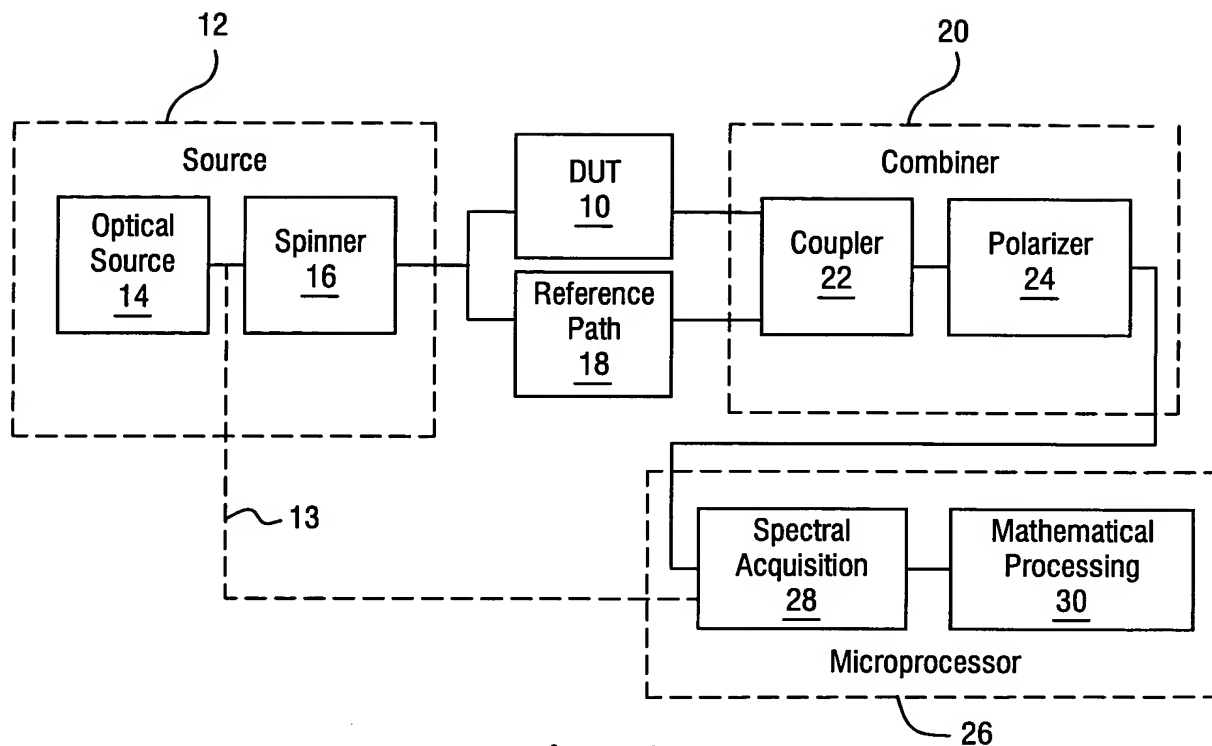 12
20
Source
Optical
Source
14
Spinner
16
DUT
10
Reference
Path
18
Combiner
Coupler
22
Polarizer
24
13
Spectral
Acquisition
28
Mathematical
Processing
30
Microprocessor
26